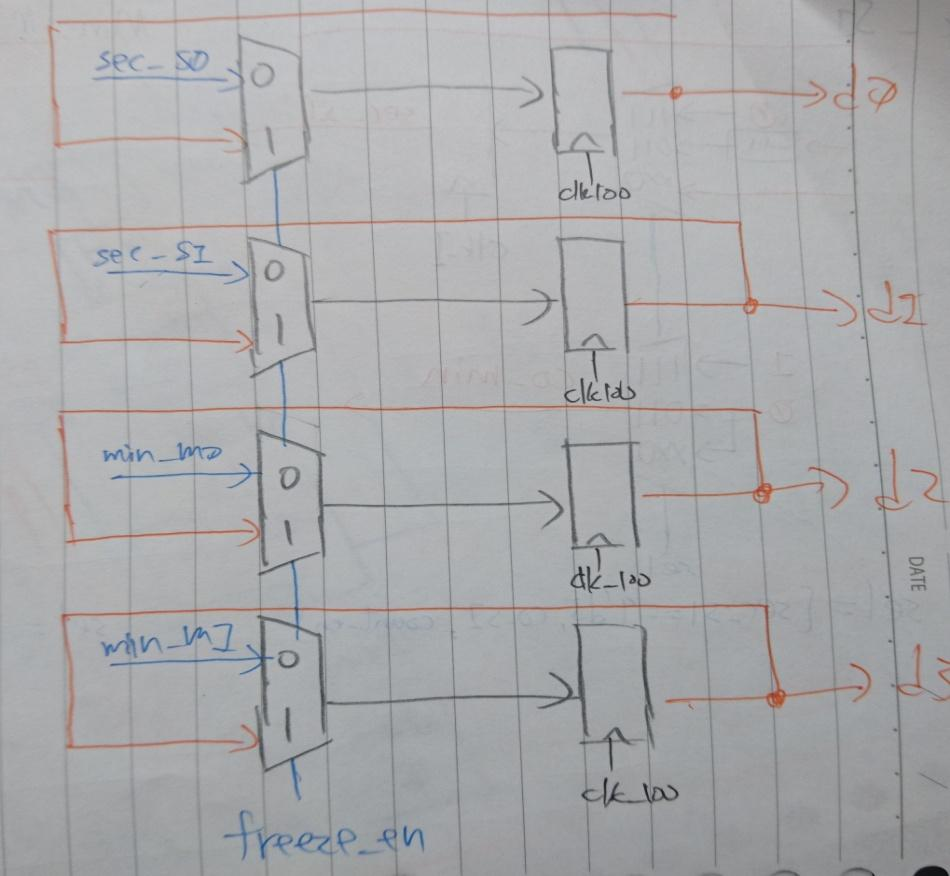 sec_S0
0
1
clk100
d0
sec_S1
0
1
clk100
d1
min_m0
0
1
clk_100
d2
DATE
min_m1
0
1
clk_100
freeze_en